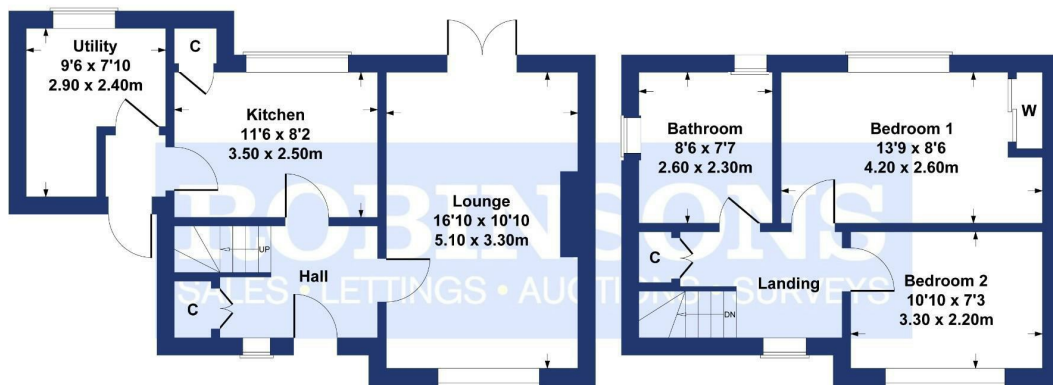 Utility
9'6 x 7'10
2.90 x 2.40m
C
Kitchen
11'6 x 8'2
3.50 x 2.50m
Lounge
16'10 x 10'10
5.10 x 3.30m
UP
Hall
C
Bathroom
8'6 x 7'7
2.60 x 2.30m
Bedroom 1
13'9 x 8'6
4.20 x 2.60m
W
C
Landing
DN
Bedroom 2
10'10 x 7'3
3.30 x 2.20m
ROBINSONS
SALES • LETTINGS • AUCTIONS • SURVEYS